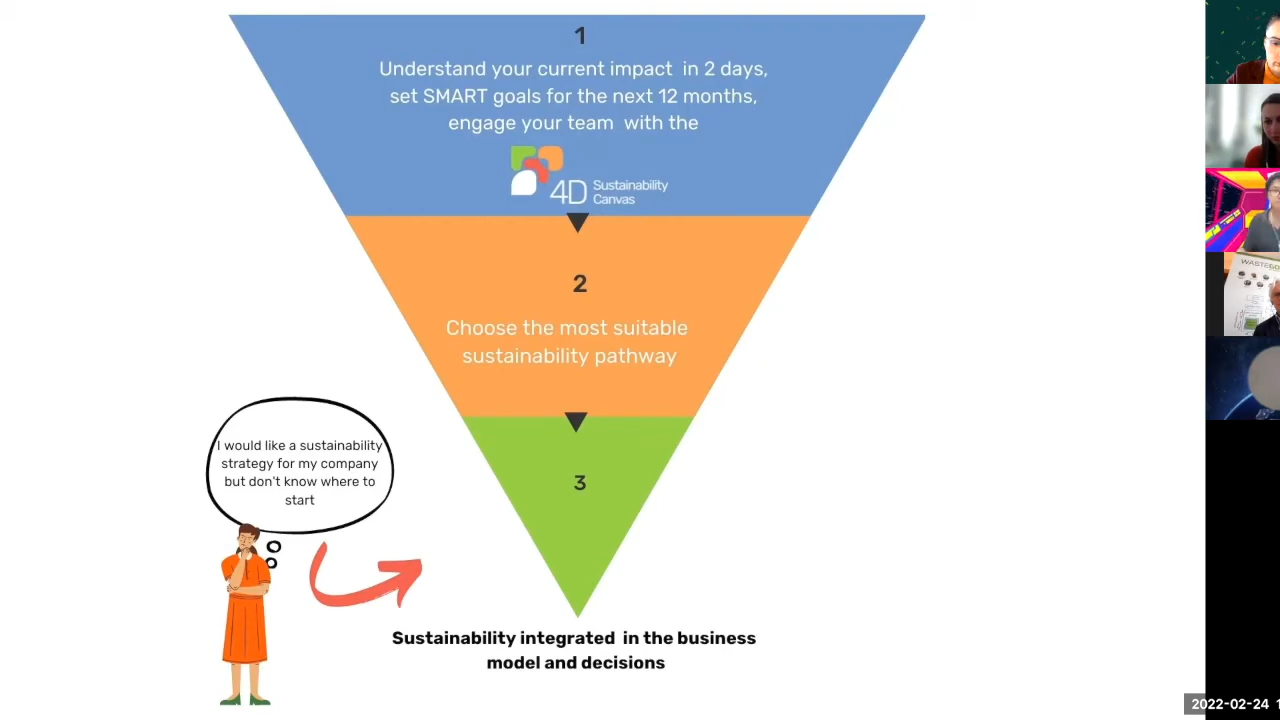 1
Understand your current impact in 2 days,
set SMART goals for the next 12 months,
engage your team with the
4D Sustainability
Canvas
2
Choose the most suitable
sustainability pathway
3
I would like a sustainability
strategy for my company
but don't know where to
start
Sustainability integrated in the business
model and decisions
2022-02-24